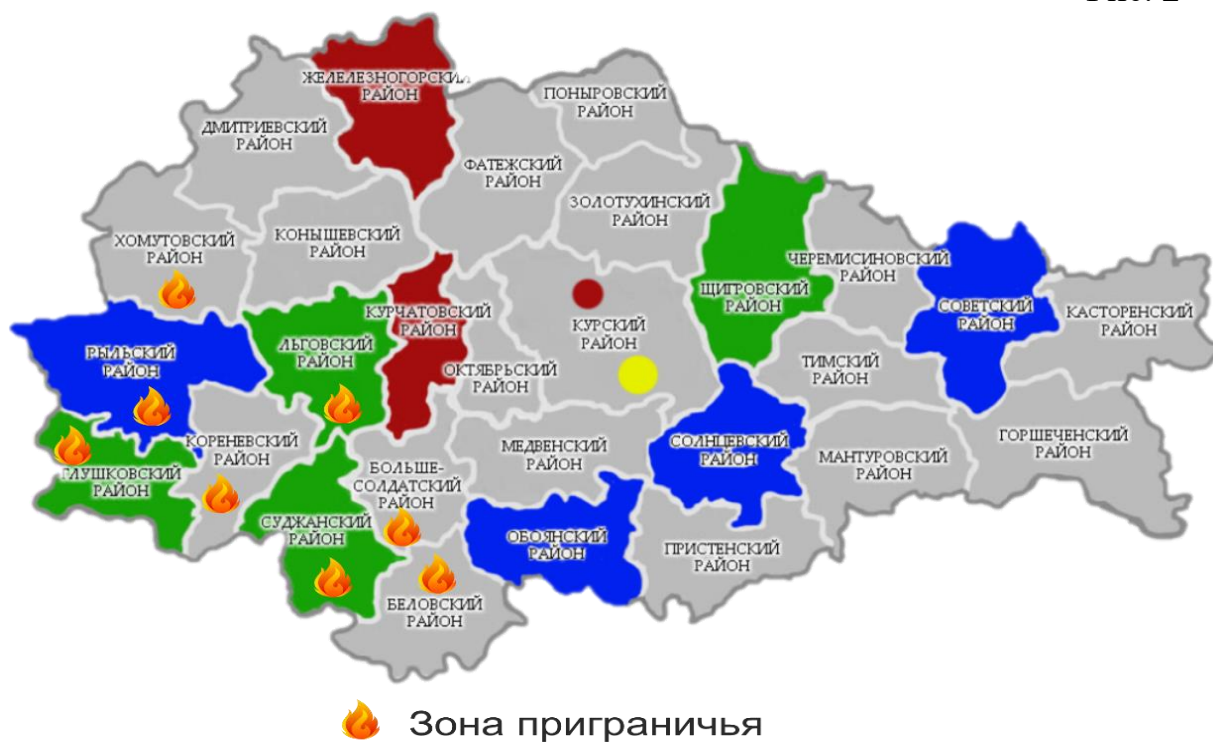 ЖЕЛЕЛЕЗНОГОРСКИЙ
РАЙОН
ПОНЫРОВСКИЙ
РАЙОН
ДМИТРИЕВСКИЙ
РАЙОН
ФАТЕЖСКИЙ
РАЙОН
ЗОЛОТУХИНСКИЙ
РАЙОН
ХОМУТОВСКИЙ
РАЙОН
КОНЫШЕВСКИЙ
РАЙОН
ЧЕРЕМИСИНОВСКИЙ
РАЙОН
ЩИГРОВСКИЙ
РАЙОН
СОВЕТСКИЙ
РАЙОН
КАСТОРЕНСКИЙ
РАЙОН
КУРЧАТОВСКИЙ
РАЙОН
КУРСКИЙ
РАЙОН
РЫЛЬСКИЙ
РАЙОН
ЛЬГОВСКИЙ
РАЙОН
ОКТЯБРЬСКИЙ
РАЙОН
ТИМСКИЙ
РАЙОН
КОРЕНЕВСКИЙ
РАЙОН
МЕДВЕНСКИЙ
РАЙОН
СОЛНЦЕВСКИЙ
РАЙОН
МАНТУРОВСКИЙ
РАЙОН
ГОРШЕЧЕНСКИЙ
РАЙОН
ГЛУШКОВСКИЙ
РАЙОН
БОЛЬШЕ-
СОЛДАТСКИЙ
РАЙОН
СУДЖАНСКИЙ
РАЙОН
ОБОЯНСКИЙ
РАЙОН
ПРИСТЕНСКИЙ
РАЙОН
БЕЛОВСКИЙ
РАЙОН
Зона приграничья